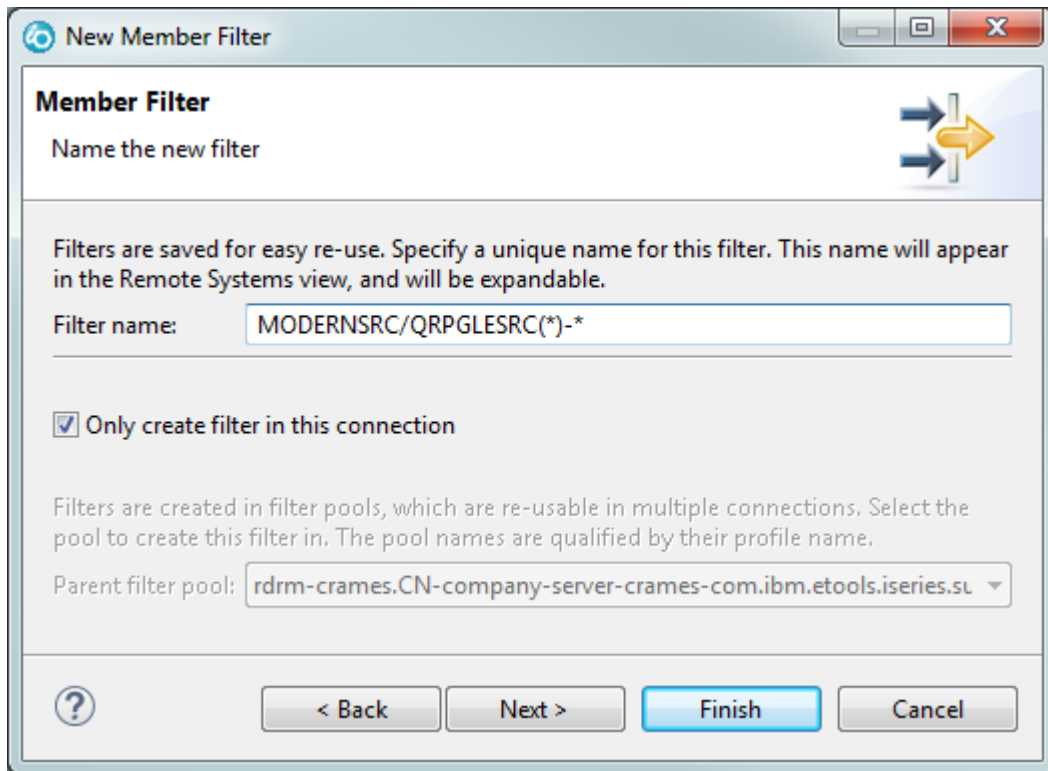 New Member Filter
Member Filter
Name the new filter
Filters are saved for easy re-use. Specify a unique name for this filter. This name will appear
in the Remote Systems view, and will be expandable.
Filter name: MODERNSRC/QRPGLESRC(*)-*
Only create filter in this connection
Filters are created in filter pools, which are re-usable in multiple connections. Select the
pool to create this filter in. The pool names are qualified by their profile name.
Parent filter pool: rdrm-crames.CN-company-server-crames-com.ibm.etools.iseries.su
? < Back Next > Finish Cancel